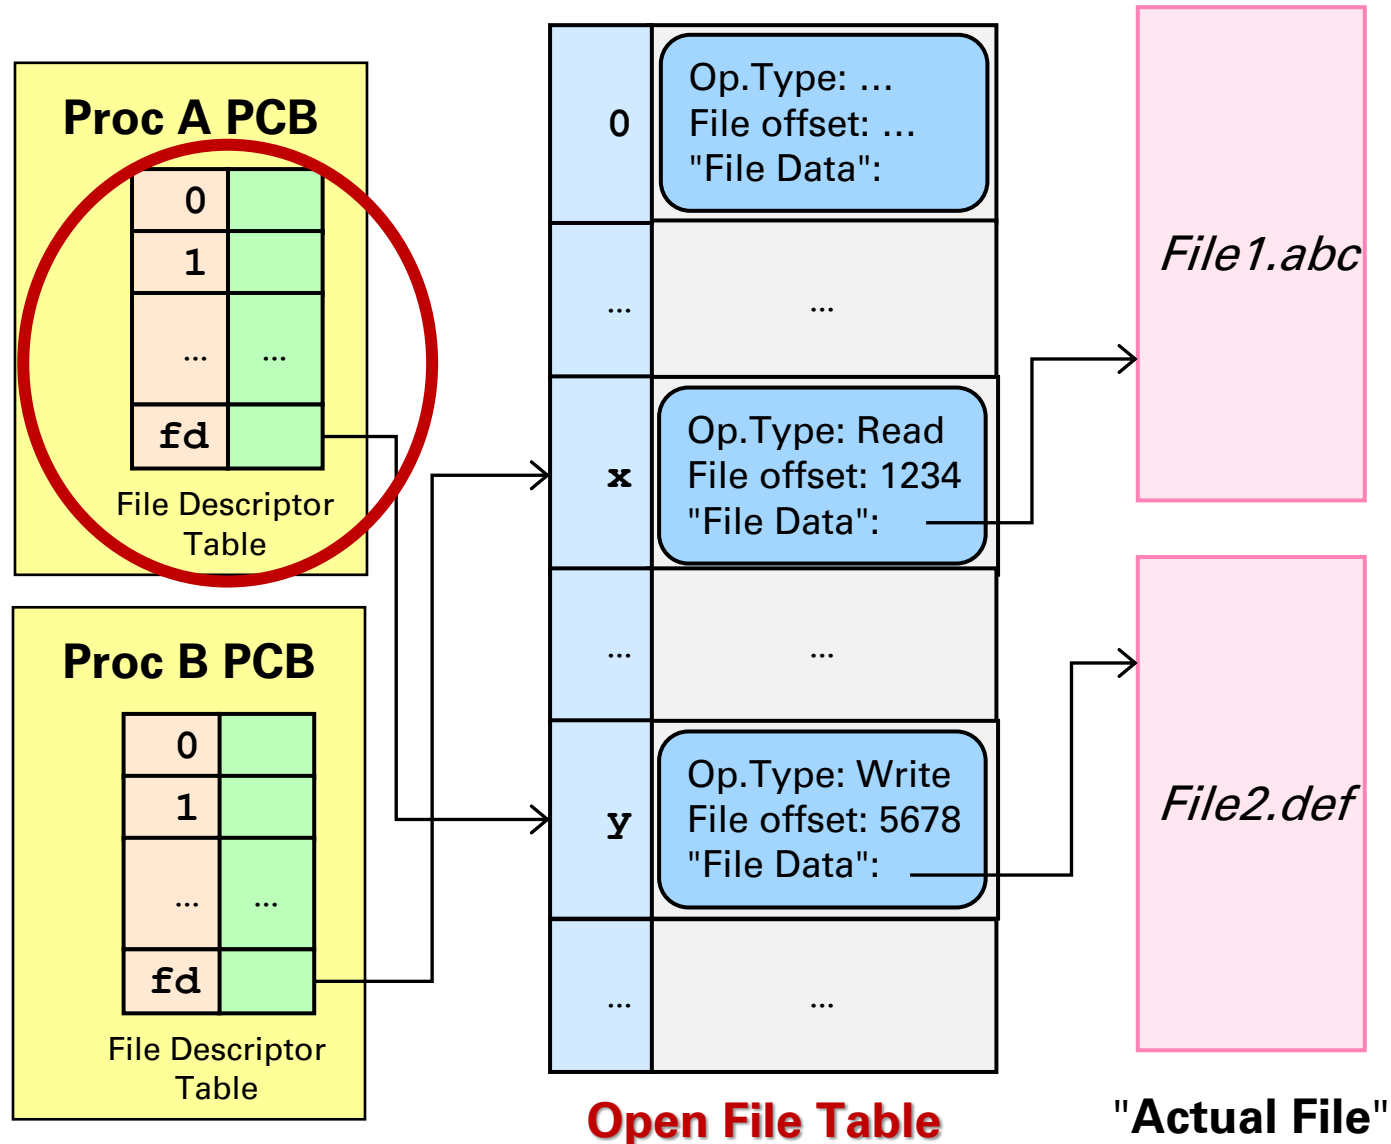 Proc A PCB
0
1
... ...
fd
File Descriptor
Table
Proc B PCB
0
1
... ...
fd
File Descriptor
Table
0
Op.Type: ...
File offset: ...
"File Data":
... ...
x
Op.Type: Read
File offset: 1234
"File Data":
... ...
y
Op.Type: Write
File offset: 5678
"File Data":
... ...
Open File Table
File1.abc
File2.def
"Actual File"